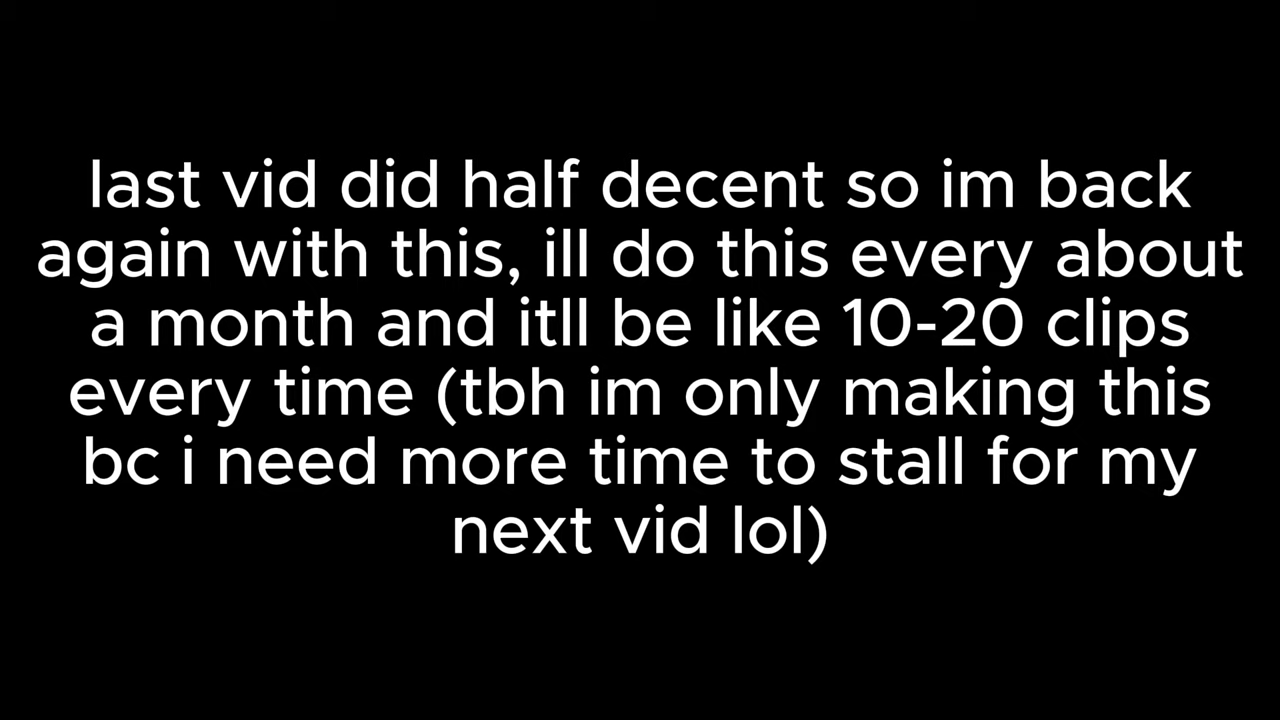 last vid did half decent so im back
again with this, ill do this every about
a month and itll be like 10-20 clips
every time (tbh im only making this
bc i need more time to stall for my
next vid lol)